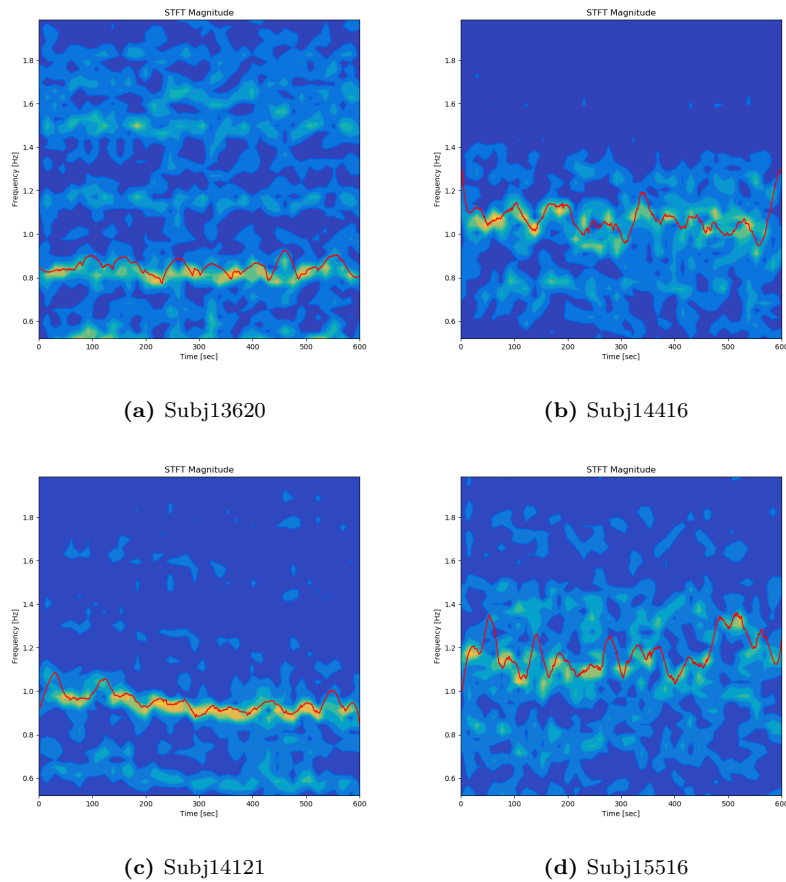 STFT Magnitude
Frequency [Hz]
1.8
1.6
1.4
1.2
1.0
0.8
0.6
0 100 200 300 400 500 600
Time [sec]
(a) Subj13620
STFT Magnitude
Frequency [Hz]
1.8
1.6
1.4
1.2
1.0
0.8
0.6
0 100 200 300 400 500 600
Time [sec]
(b) Subj14416
STFT Magnitude
Frequency [Hz]
1.8
1.6
1.4
1.2
1.0
0.8
0.6
0 100 200 300 400 500 600
Time [sec]
(c) Subj14121
STFT Magnitude
Frequency [Hz]
1.8
1.6
1.4
1.2
1.0
0.8
0.6
0 100 200 300 400 500 600
Time [sec]
(d) Subj15516